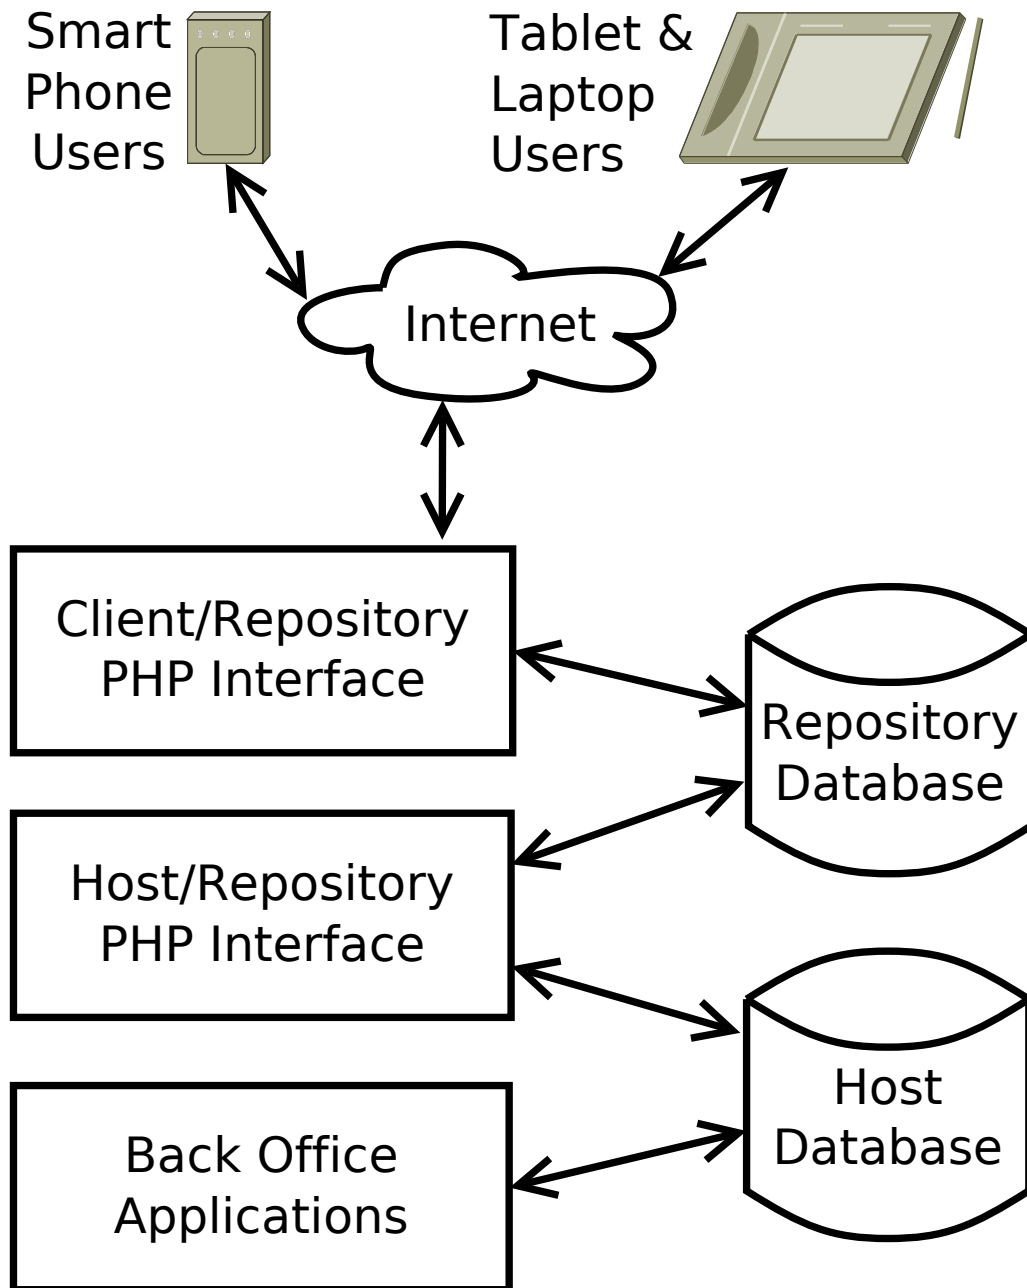 Smart
Phone
Users
Tablet &
Laptop
Users
Internet
Client/Repository
PHP Interface
Repository
Database
Host/Repository
PHP Interface
Host
Database
Back Office
Applications